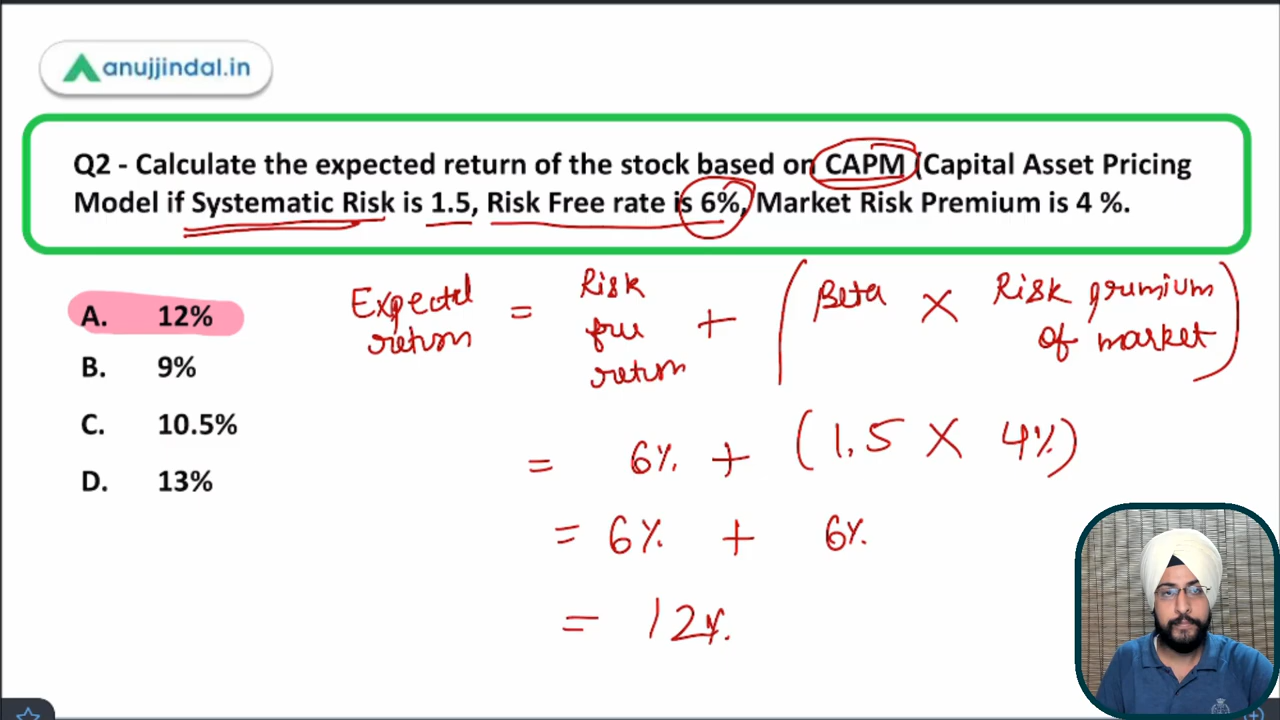 anujjindal.in
Q2 - Calculate the expected return of the stock based on CAPM (Capital Asset Pricing
Model if Systematic Risk is 1.5, Risk Free rate is 6%, Market Risk Premium is 4 %.
A. 12%
B. 9%
C. 10.5%
D. 13%
Expected return = Risk free return + (Beta × Risk premium of market)
= 6% + (1.5 × 4%)
= 6% + 6%
= 12%